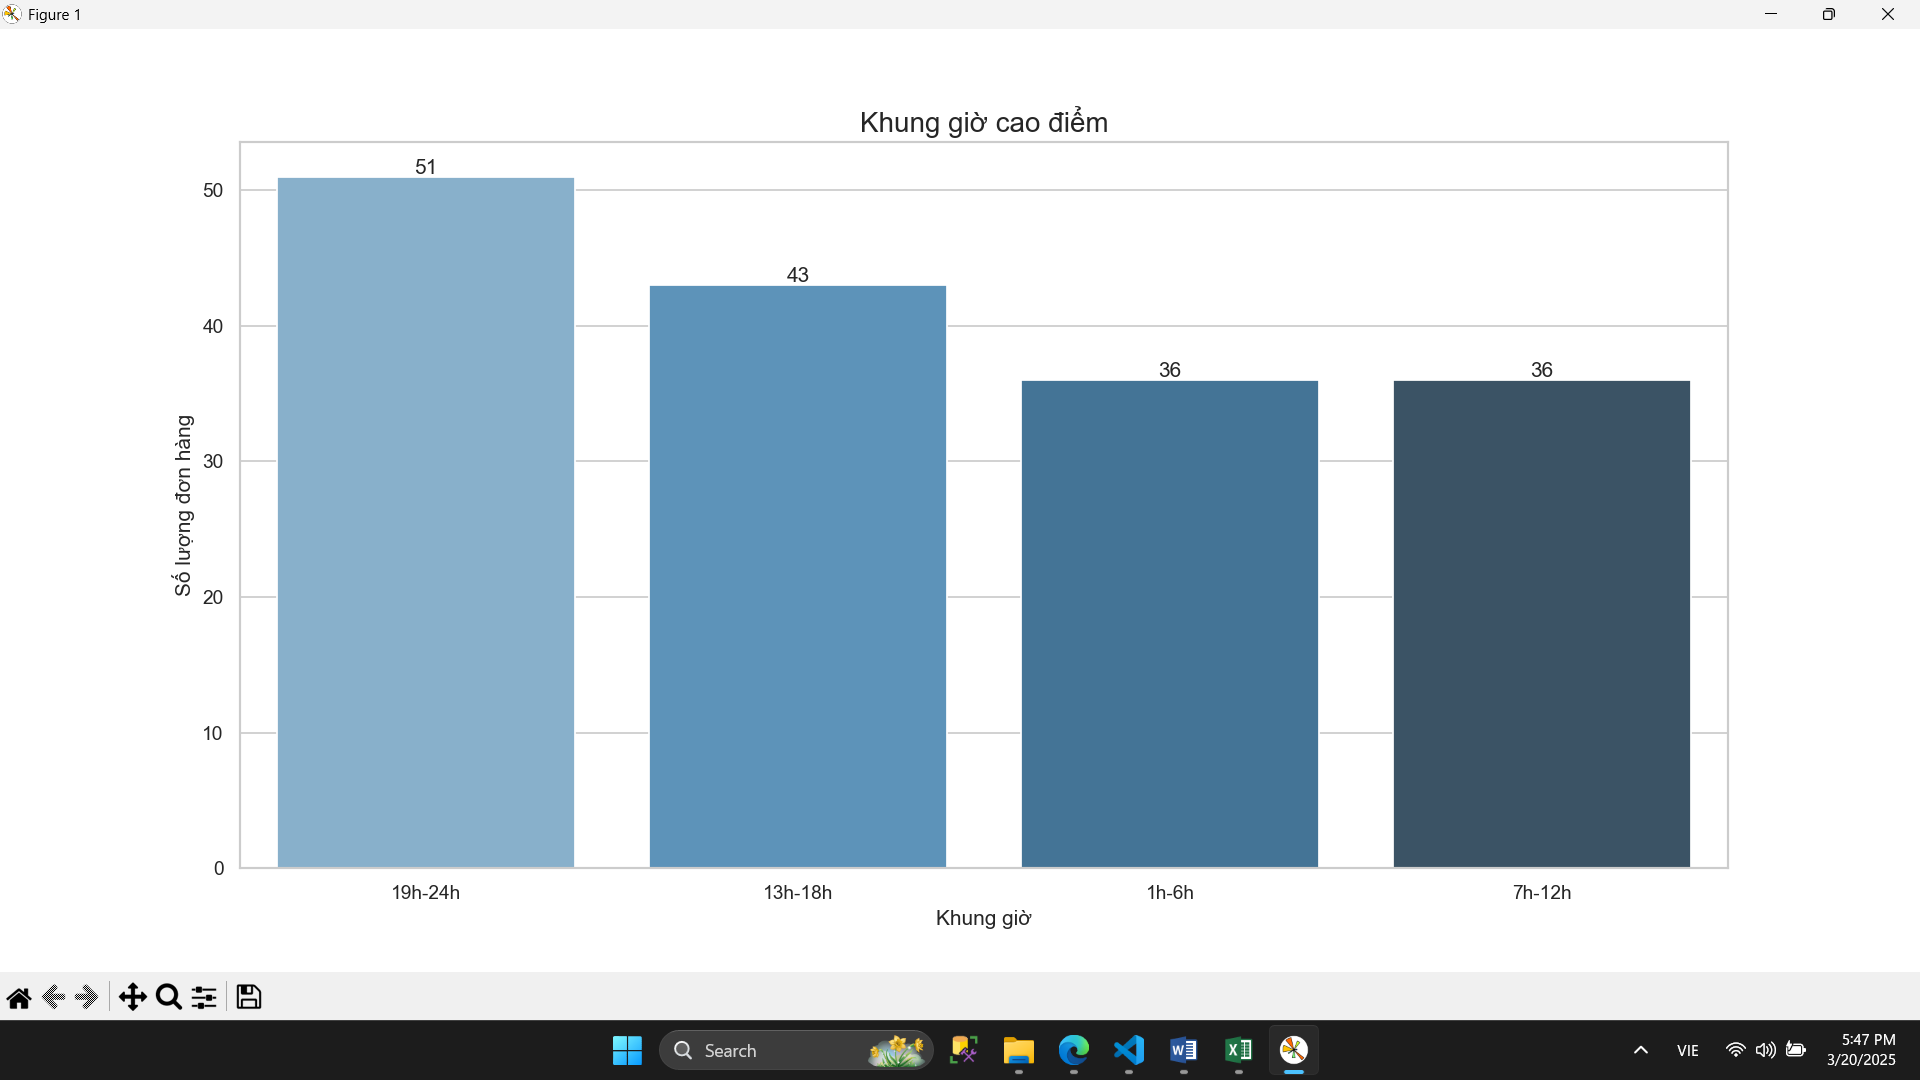 Figure 1
Khung giờ cao điểm
51
43
36
36
50
40
30
20
10
0
Số lượng đơn hàng
19h-24h
13h-18h
1h-6h
7h-12h
Khung giờ
Search
VIE
5:47 PM
3/20/2025